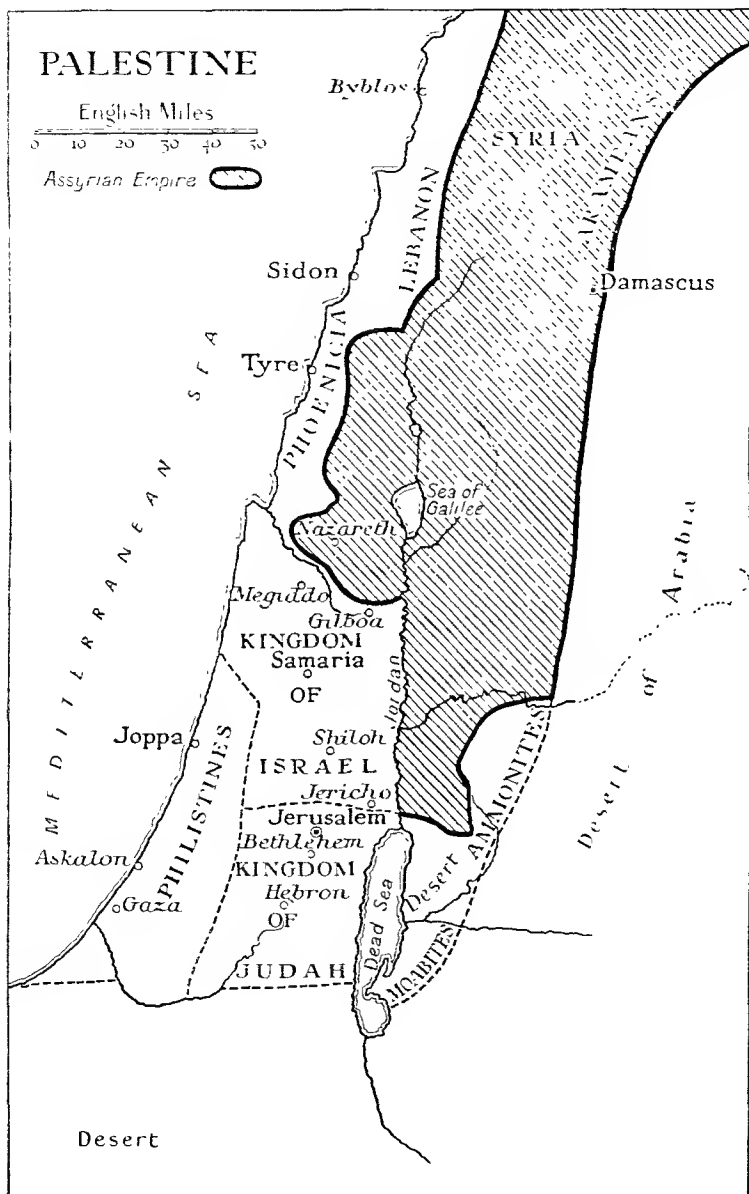 PALESTINE
English Miles
0 10 20 30 40 50
Assyrian Empire
Byblos
SYRIA
ARAMEANS
LEBANON
Sidon
Damascus
Tyre
PHOENICIA
MEDITERRANEAN SEA
Sea of
Galilee
Nazareth
Megiddo
Gilboa
KINGDOM
Samaria
OF
Jordan
Joppa
Shiloh
ISRAEL
Jericho
Jerusalem
Bethlehem
PHILISTINES
Askalon
Gaza
KINGDOM
Hebron
OF
JUDAH
Dead Sea
Desert
AMMONITES
MOABITES
Desert of Arabia
Desert